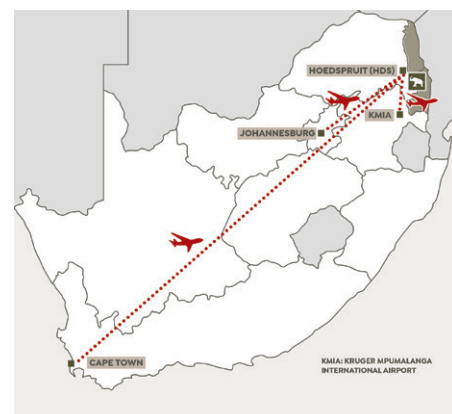 HOEDSPRUIT (HDS)
KMIA
JOHANNESBURG
CAPE TOWN
KMIA: KRUGER MPUMALANGA
INTERNATIONAL AIRPORT